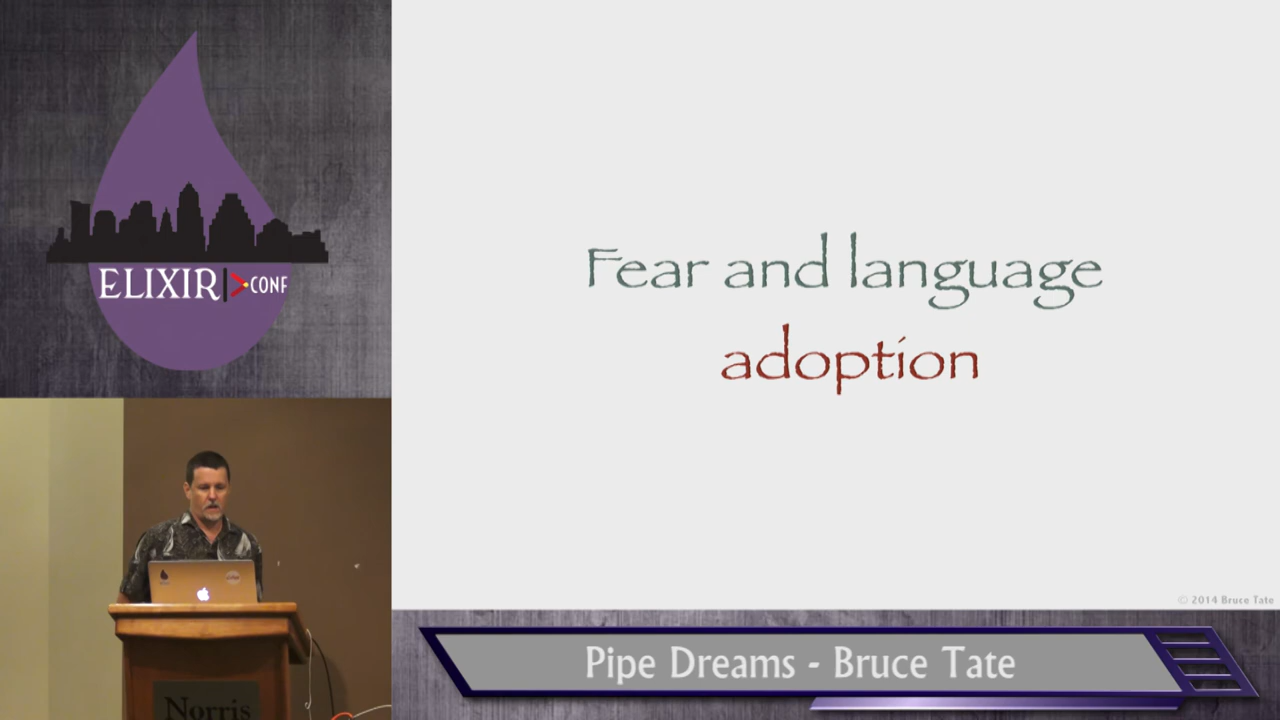 ELIXIR|>CONF
Fear and language
adoption
© 2014 Bruce Tate
Pipe Dreams - Bruce Tate
Norris